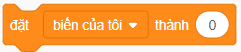 đặt biến của tôi thành 0